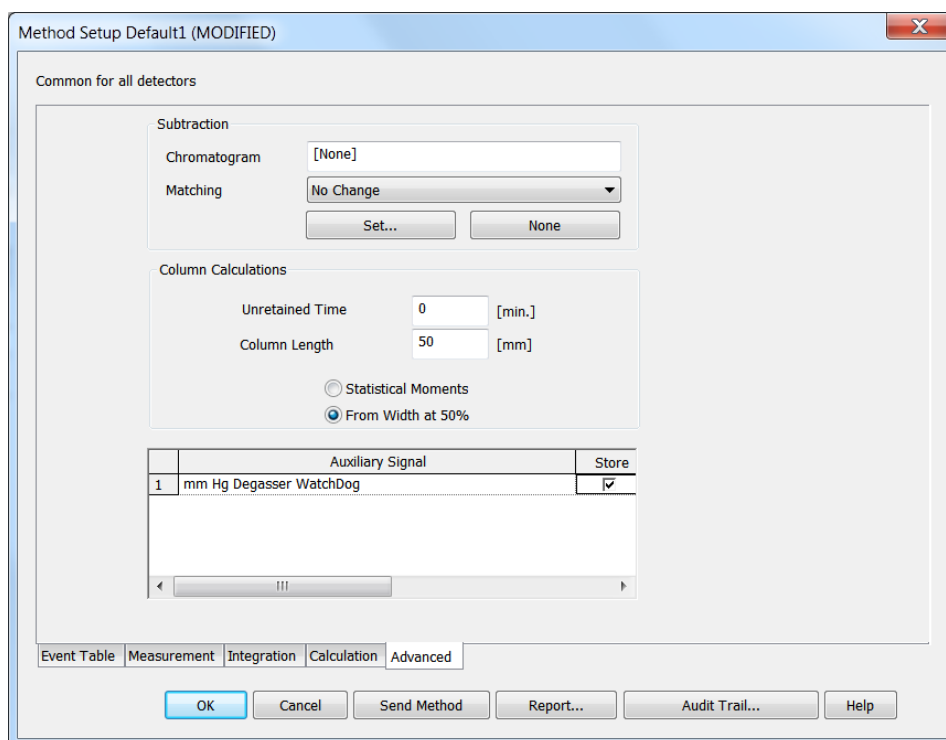 Method Setup Default1 (MODIFIED)
Common for all detectors
Subtraction
Chromatogram [None]
Matching No Change
Set... None
Column Calculations
Unretained Time 0 [min.]
Column Length 50 [mm]
Statistical Moments
From Width at 50%
Auxiliary Signal Store
1 mm Hg Degasser WatchDog
Event Table Measurement Integration Calculation Advanced
OK Cancel Send Method Report... Audit Trail... Help